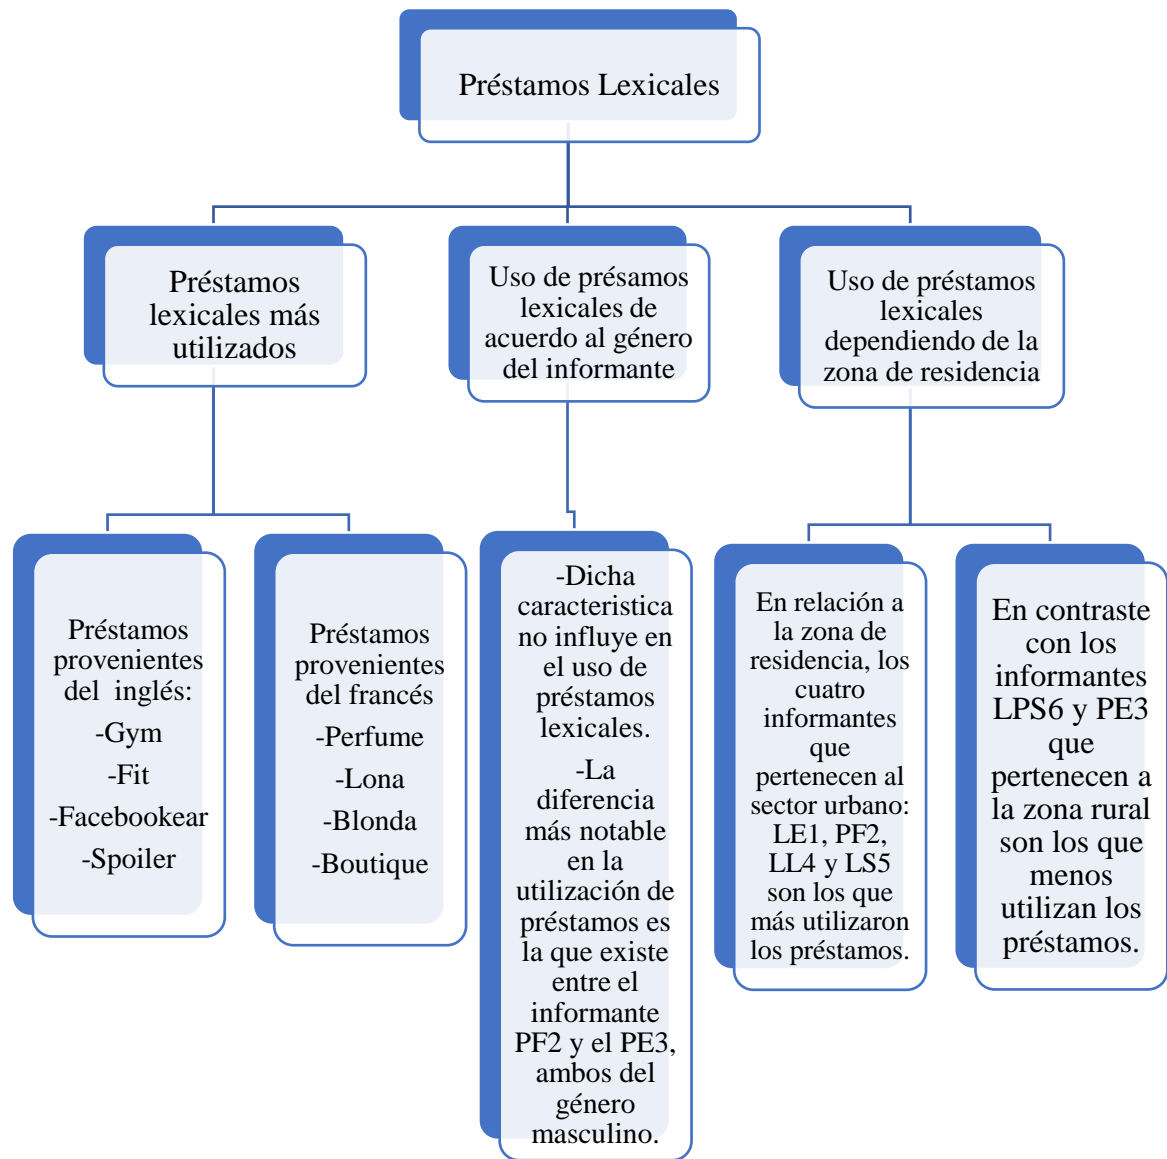 Préstamos Lexicales
Préstamos
lexicales más
utilizados
Uso de présamos
lexicales de
acuerdo al género
del informante
Uso de préstamos
lexicales
dependiendo de la
zona de residencia
Préstamos
provenientes
del inglés:
-Gym
-Fit
-Facebookear
-Spoiler
Préstamos
provenientes
del francés
-Perfume
-Lona
-Blonda
-Boutique
-Dicha
caracteristica
no influye en
el uso de
préstamos
lexicales.
-La
diferencia
más notable
en la
utilización de
préstamos es
la que existe
entre el
informante
PF2 y el PE3,
ambos del
género
masculino.
En relación a
la zona de
residencia, los
cuatro
informantes
que
pertenecen al
sector urbano:
LE1, PF2,
LL4 y LS5
son los que
más utilizaron
los préstamos.
En contraste
con los
informantes
LPS6 y PE3
que
pertenecen a
la zona rural
son los que
menos
utilizan los
préstamos.